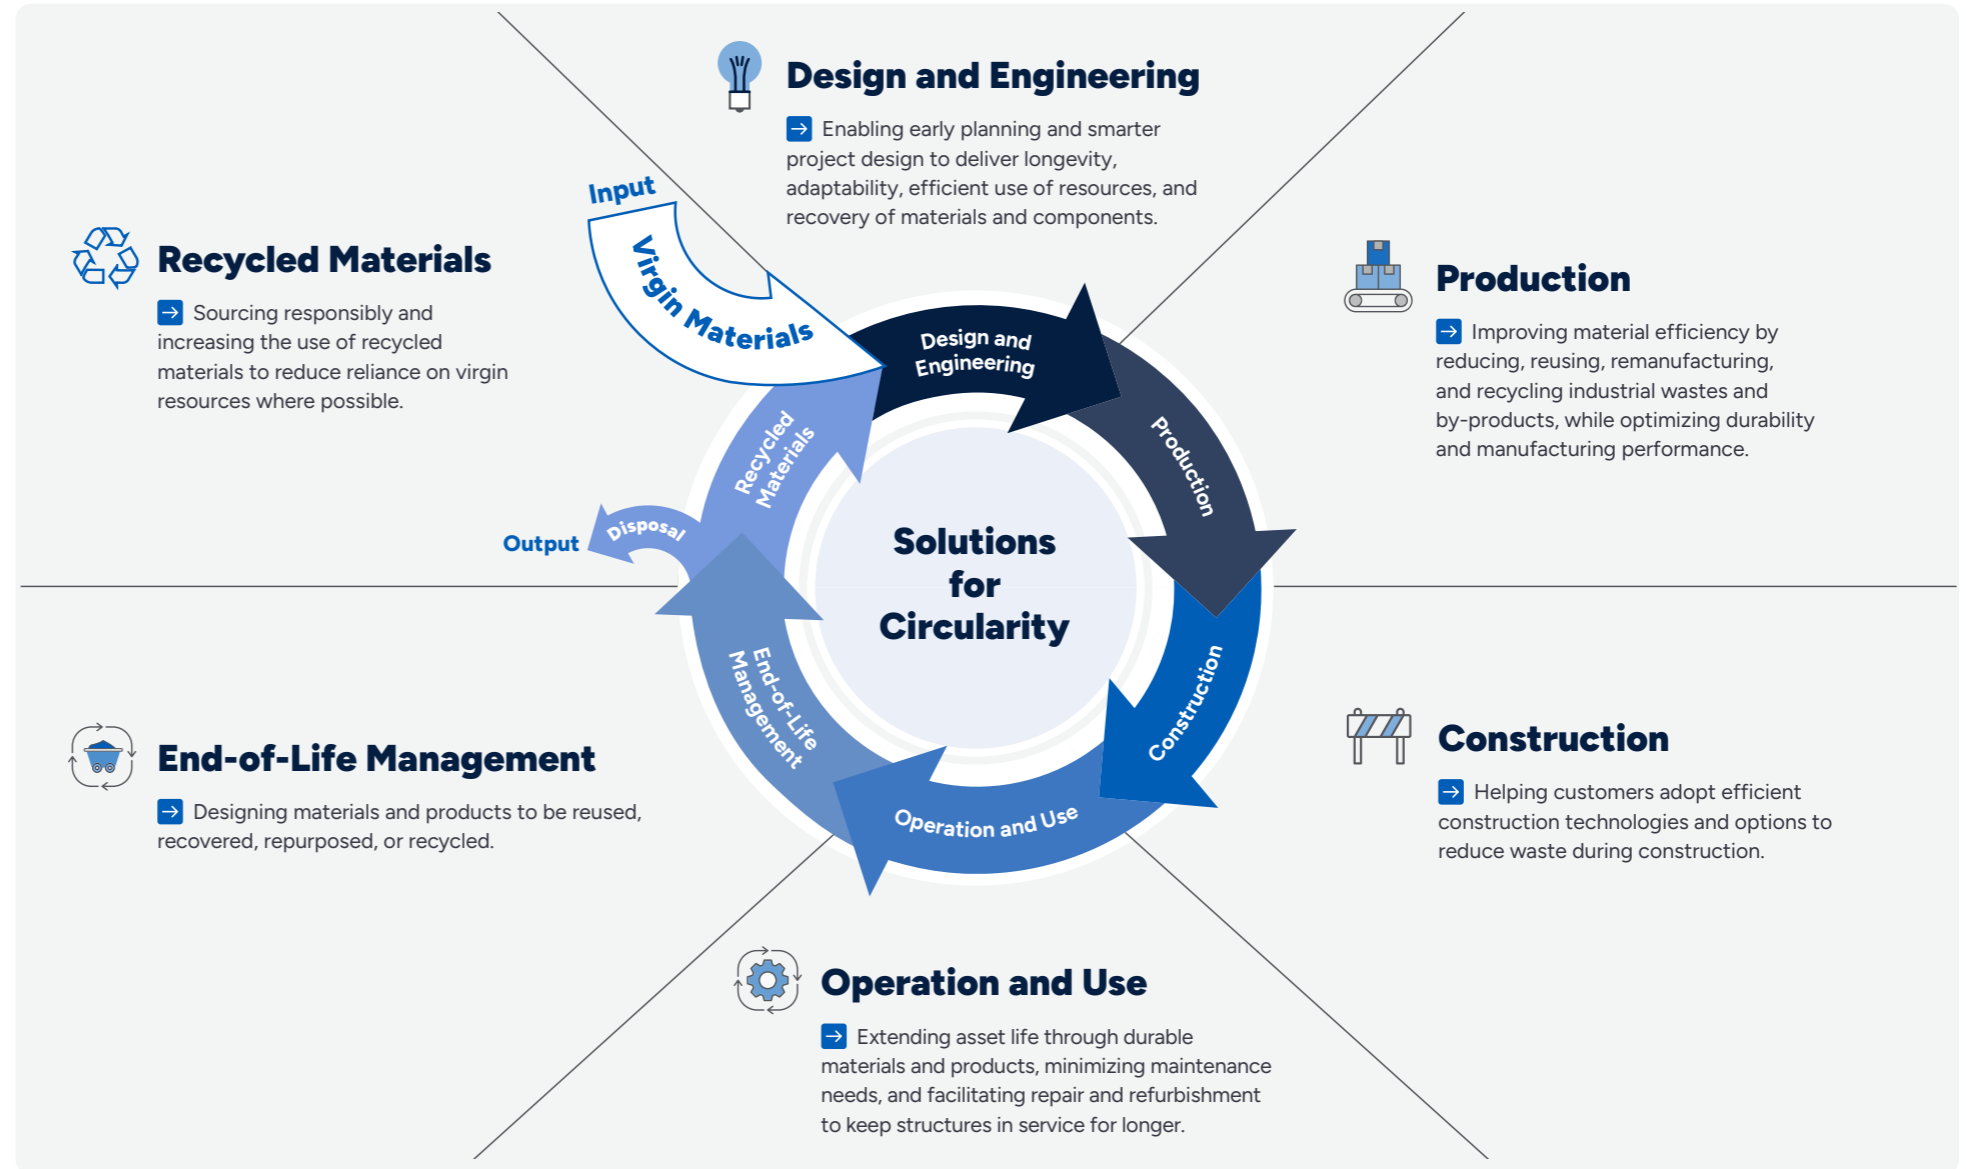 Design and Engineering
Enabling early planning and smarter
project design to deliver longevity,
adaptability, efficient use of resources, and
recovery of materials and components.
Recycled Materials
Sourcing responsibly and
increasing the use of recycled
materials to reduce reliance on virgin
resources where possible.
Production
Improving material efficiency by
reducing, reusing, remanufacturing,
and recycling industrial wastes and
by-products, while optimizing durability
and manufacturing performance.
Input
Virgin Materials
Design and
Engineering
Production
Construction
Operation and Use
End-of-Life
Management
Recycled
Materials
Disposal
Output
Solutions
for
Circularity
End-of-Life Management
Designing materials and products to be reused,
recovered, repurposed, or recycled.
Construction
Helping customers adopt efficient
construction technologies and options to
reduce waste during construction.
Operation and Use
Extending asset life through durable
materials and products, minimizing maintenance
needs, and facilitating repair and refurbishment
to keep structures in service for longer.